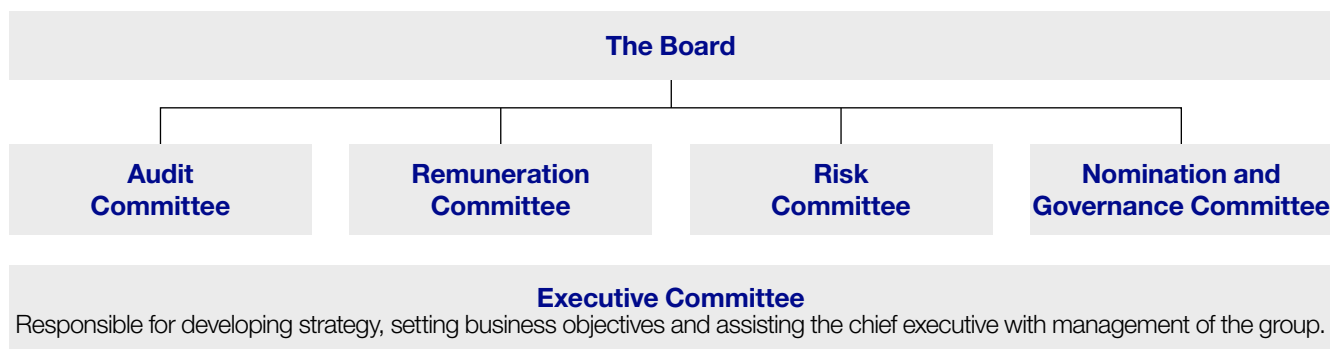 The Board
Audit
Committee
Remuneration
Committee
Risk
Committee
Nomination and
Governance Committee
Executive Committee
Responsible for developing strategy, setting business objectives and assisting the chief executive with management of the group.